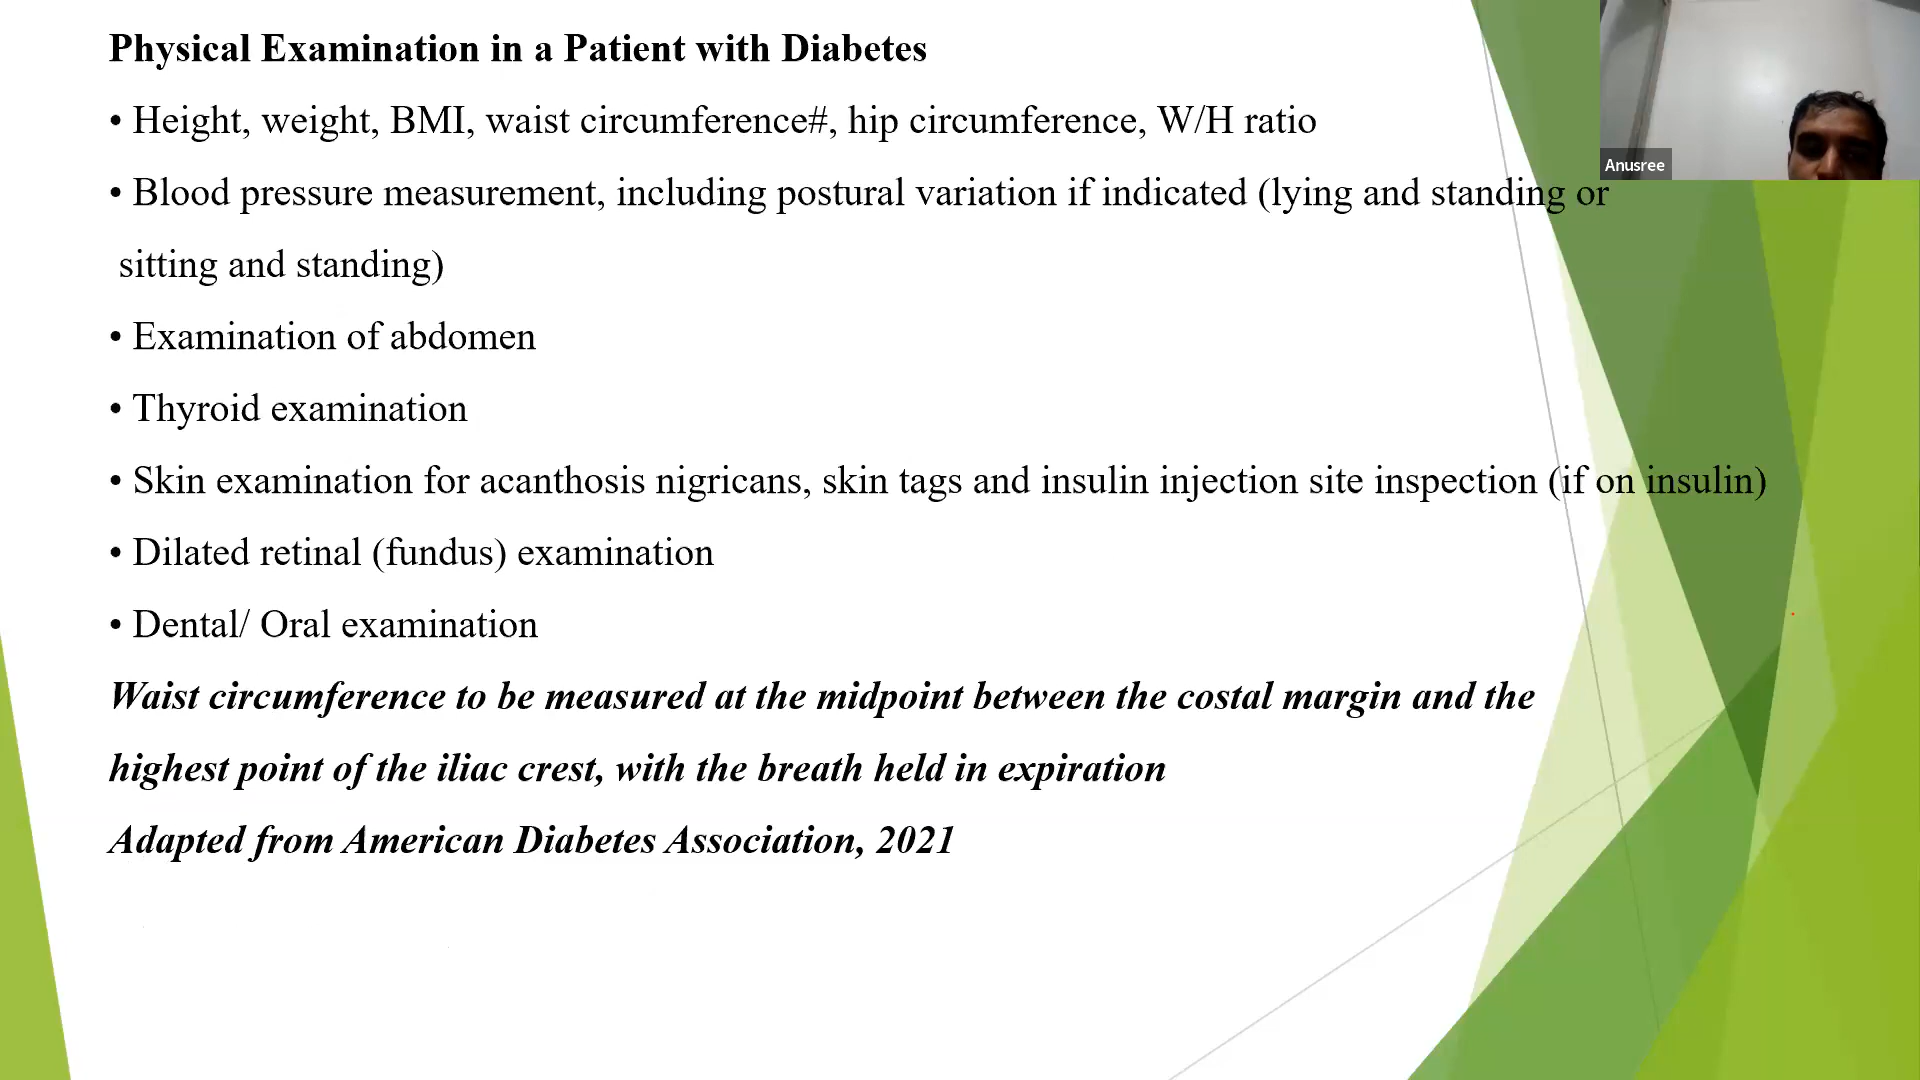 Physical Examination in a Patient with Diabetes
• Height, weight, BMI, waist circumference#, hip circumference, W/H ratio
Anusree
• Blood pressure measurement, including postural variation if indicated (lying and standing or
sitting and standing)
• Examination of abdomen
• Thyroid examination
• Skin examination for acanthosis nigricans, skin tags and insulin injection site inspection (if on insulin)
• Dilated retinal (fundus) examination
• Dental/ Oral examination
Waist circumference to be measured at the midpoint between the costal margin and the
highest point of the iliac crest, with the breath held in expiration
Adapted from American Diabetes Association, 2021